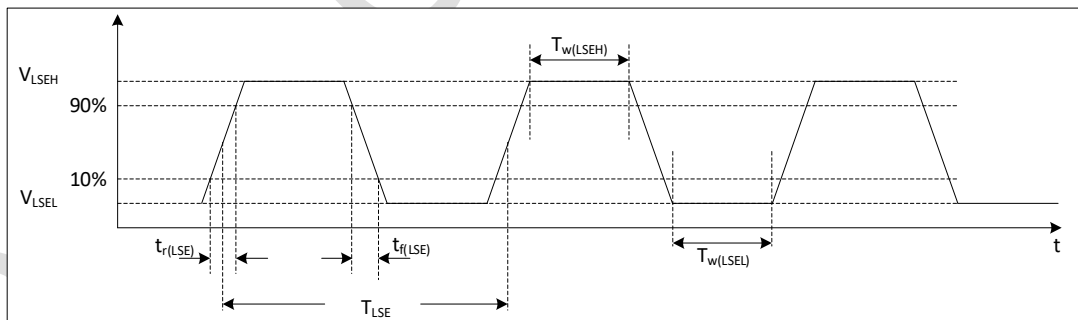 T_w(LSEH)
V_LSEH
90%
10%
V_LSEL
t_r(LSE)
t_f(LSE)
T_w(LSEL)
t
T_LSE